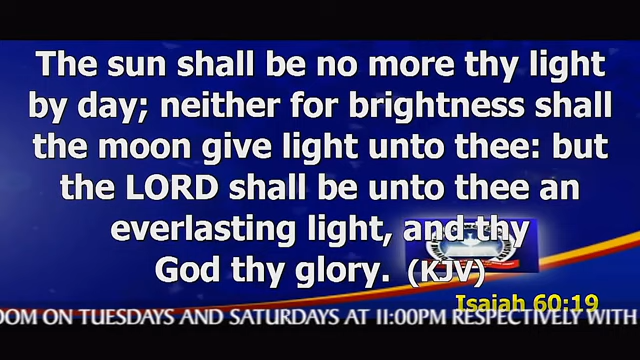 The sun shall be no more thy light
by day; neither for brightness shall
the moon give light unto thee: but
the LORD shall be unto thee an
everlasting light, and thy
God thy glory. (KJV)
Isaiah 60:19
OOM ON TUESDAYS AND SATURDAYS AT 11:00PM RESPECTIVELY WITH